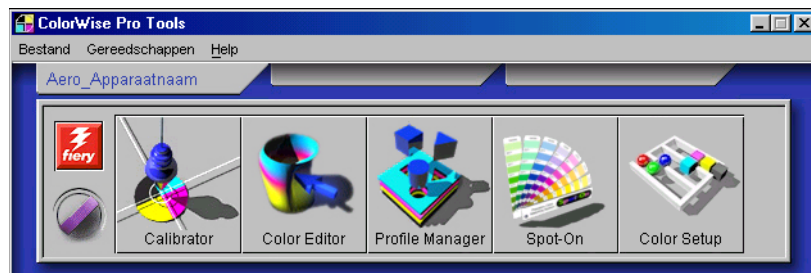 ColorWise Pro Tools
Bestand Gereedschappen Help
Aero_Apparaatnaam
fiery
Calibrator Color Editor Profile Manager Spot-On Color Setup